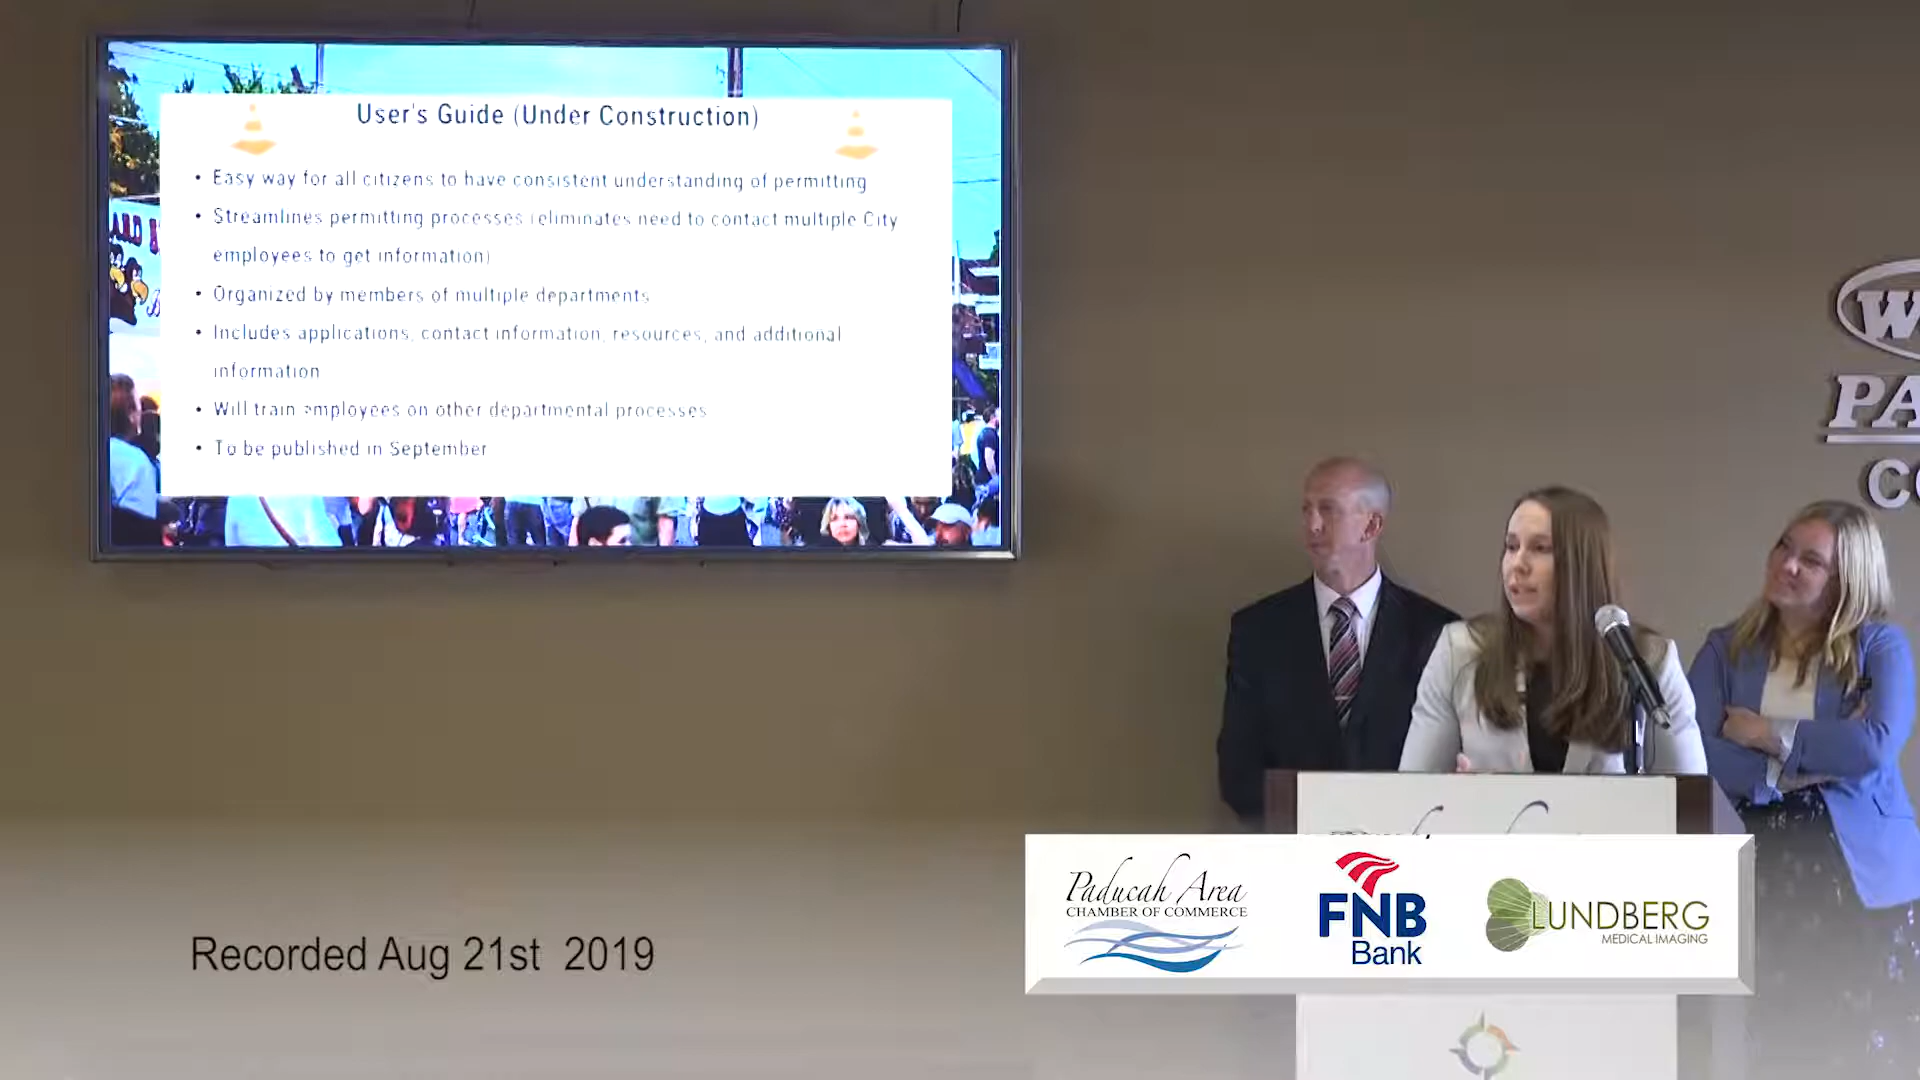 User's Guide (Under Construction)
• Easy way for all citizens to have consistent understanding of permitting
• Streamlines permitting processes (eliminates need to contact multiple City
employees to get information)
• Organized by members of multiple departments
• Includes applications, contact information, resources, and additional
information
• Will train employees on other departmental processes
• To be published in September
Paducah Area
CHAMBER OF COMMERCE
FNB
Bank
LUNDBERG
MEDICAL IMAGING
Recorded Aug 21st 2019